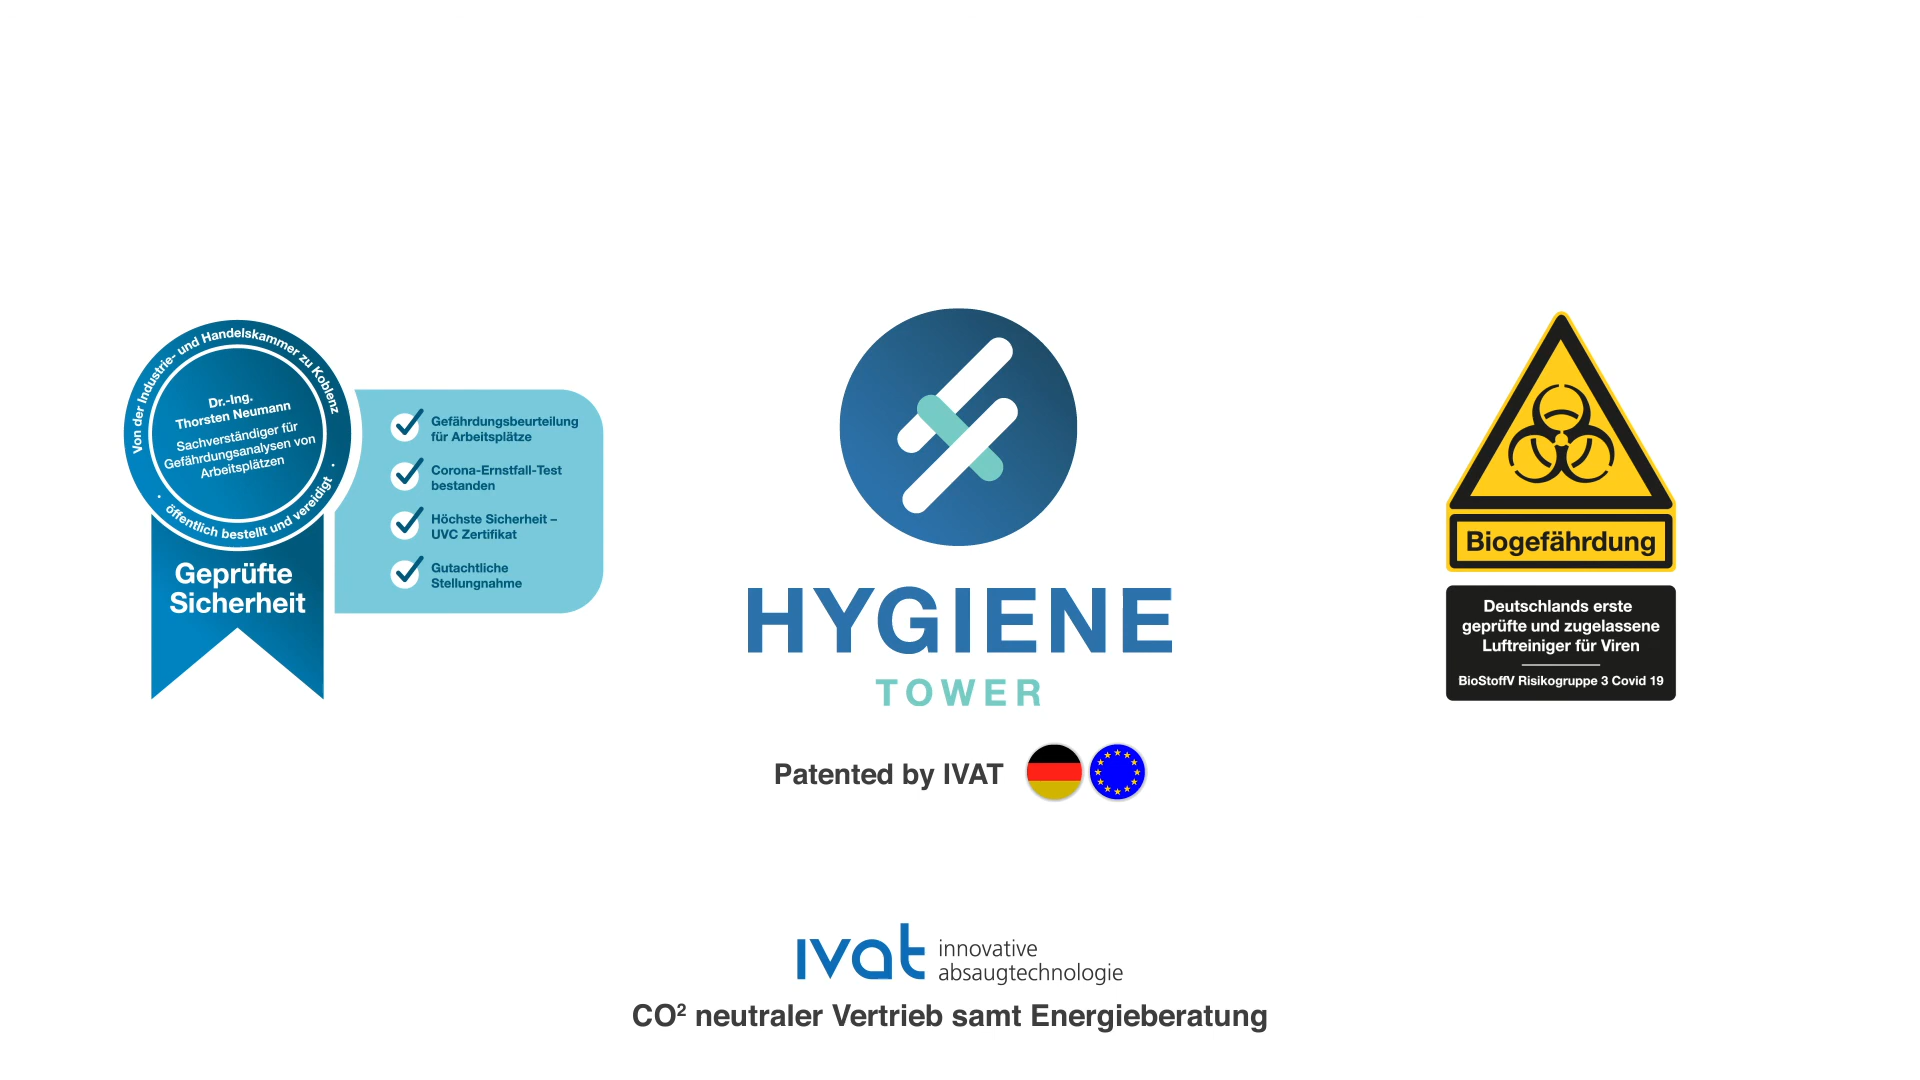 Von der Industrie- und Handelskammer zu Koblenz
Dr.-Ing.
Thorsten Neumann
Sachverständiger für
Gefährdungsanalysen von
Arbeitsplätzen
· öffentlich bestellt und vereidigt ·
Geprüfte
Sicherheit
Gefährdungsbeurteilung
für Arbeitsplätze
Corona-Ernstfall-Test
bestanden
Höchste Sicherheit –
UVC Zertifikat
Gutachtliche
Stellungnahme
HYGIENE
TOWER
Patented by IVAT
Biogefährdung
Deutschlands erste
geprüfte und zugelassene
Luftreiniger für Viren
BioStoffV Risikogruppe 3 Covid 19
ivat innovative
absaugtechnologie
CO² neutraler Vertrieb samt Energieberatung